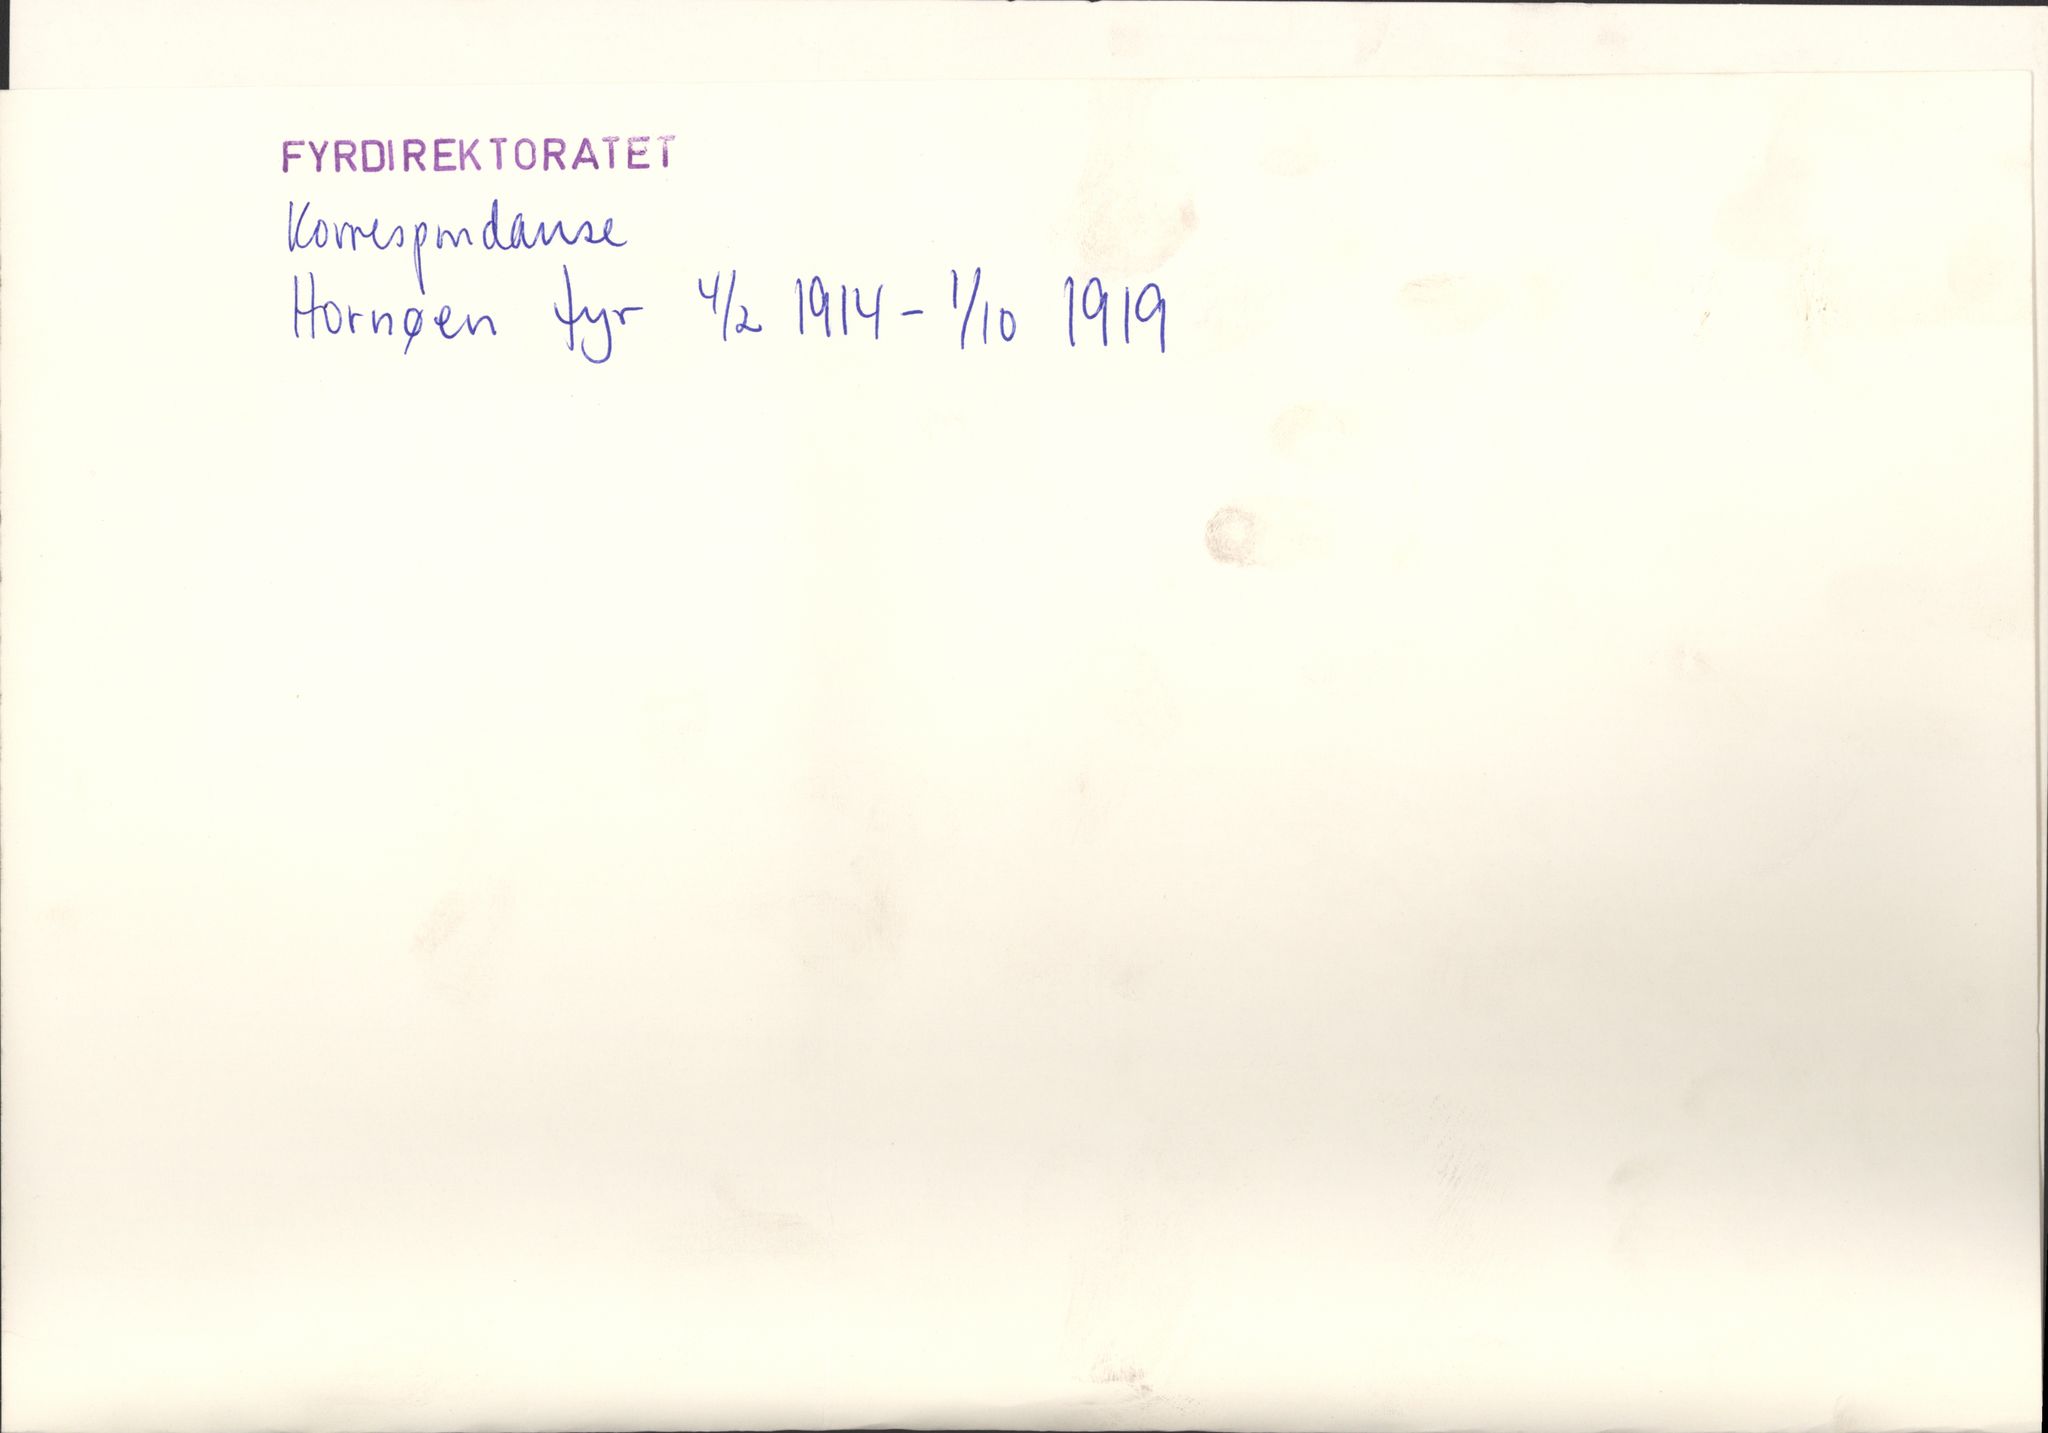 FYRDIREKTORATET
Korrespondanse
Hornøen fyr 4/2 1914 - 1/10 1919